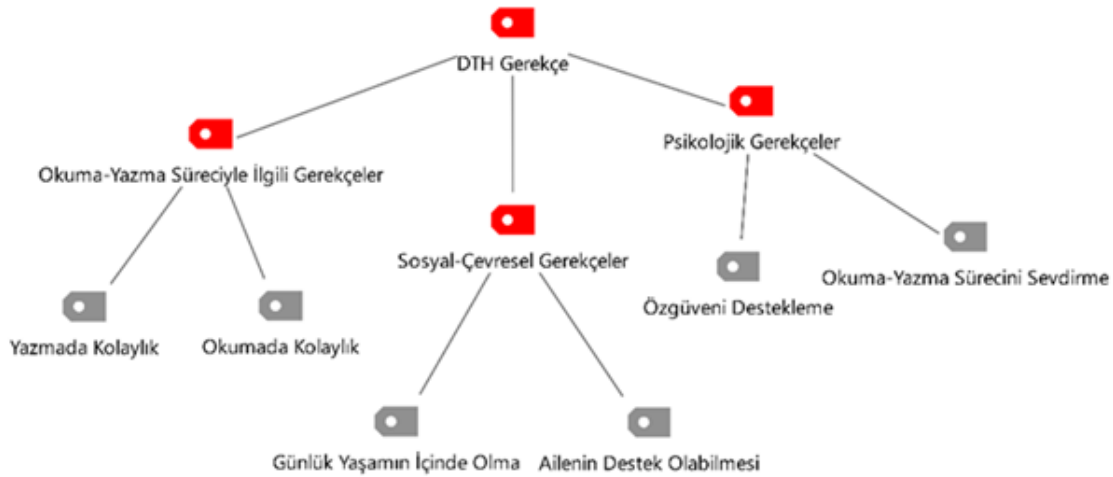 DTH Gerekçe
Psikolojik Gerekçeler
Okuma-Yazma Süreciyle İlgili Gerekçeler
Sosyal-Çevresel Gerekçeler
Okuma-Yazma Sürecini Sevdirme
Özgüveni Destekleme
Yazmada Kolaylık
Okumada Kolaylık
Günlük Yaşamın İçinde Olma
Ailenin Destek Olabilmesi